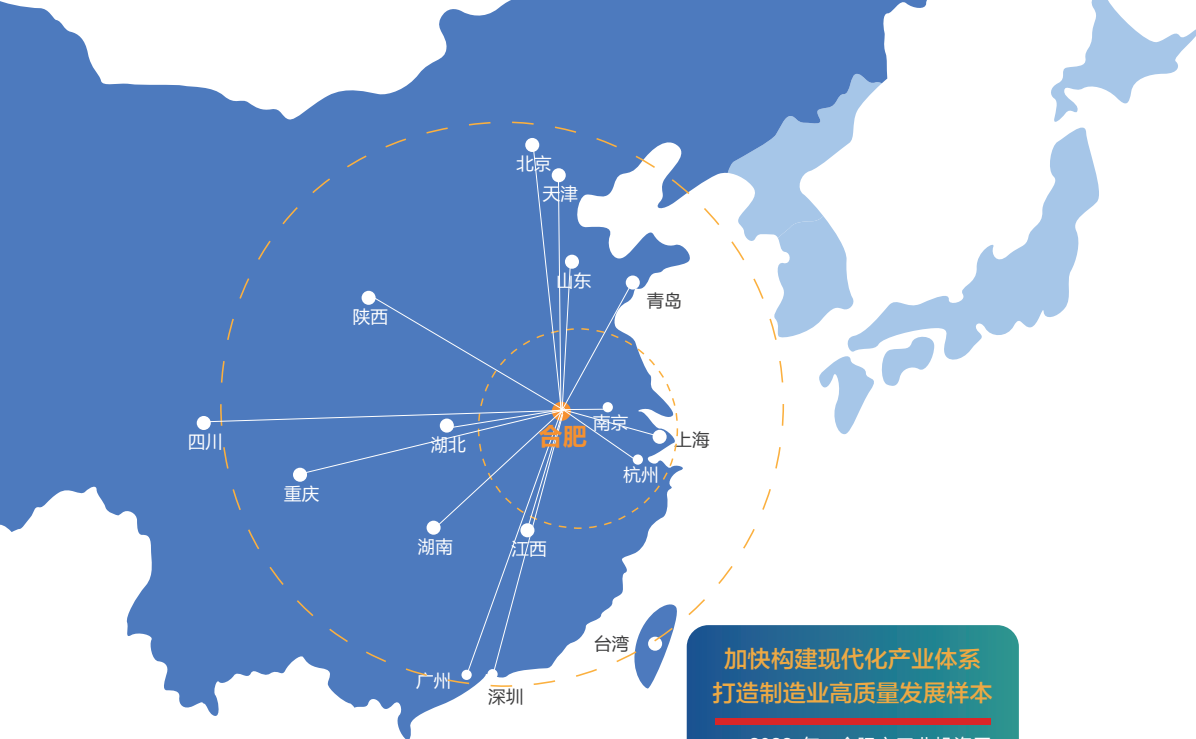 北京
天津
山东
青岛
陕西
南京
四川
湖北
合肥
上海
杭州
重庆
湖南
江西
台湾
广州
深圳
加快构建现代化产业体系
打造制造业高质量发展样本